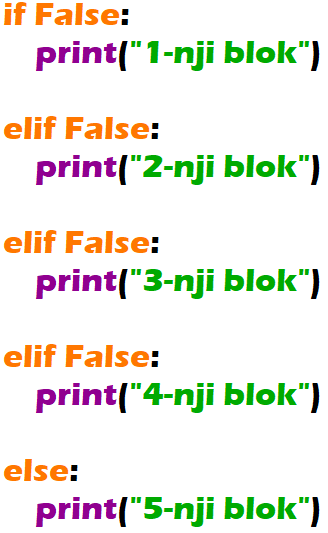 if False:
    print("1-nji blok")
elif False:
    print("2-nji blok")
elif False:
    print("3-nji blok")
elif False:
    print("4-nji blok")
else:
    print("5-nji blok")